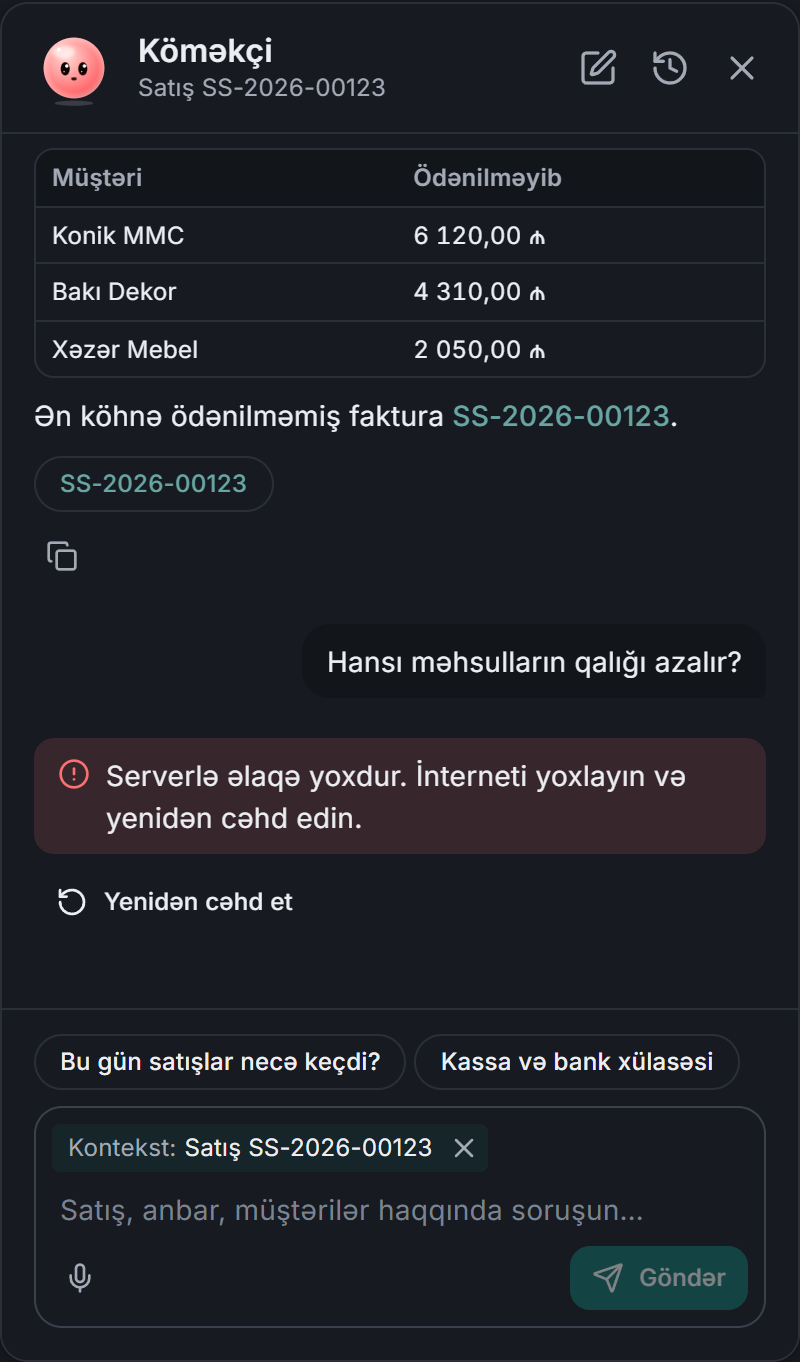 Köməkçi
Satış SS-2026-00123
Müştəri Ödənilməyib
Konik MMC 6 120,00 ₼
Bakı Dekor 4 310,00 ₼
Xəzər Mebel 2 050,00 ₼
Ən köhnə ödənilməmiş faktura SS-2026-00123.
SS-2026-00123
Hansı məhsulların qalığı azalır?
Serverlə əlaqə yoxdur. İnterneti yoxlayın və
yenidən cəhd edin.
Yenidən cəhd et
Bu gün satışlar necə keçdi? Kassa və bank xülasəsi
Kontekst: Satış SS-2026-00123
Satış, anbar, müştərilər haqqında soruşun...
Göndər